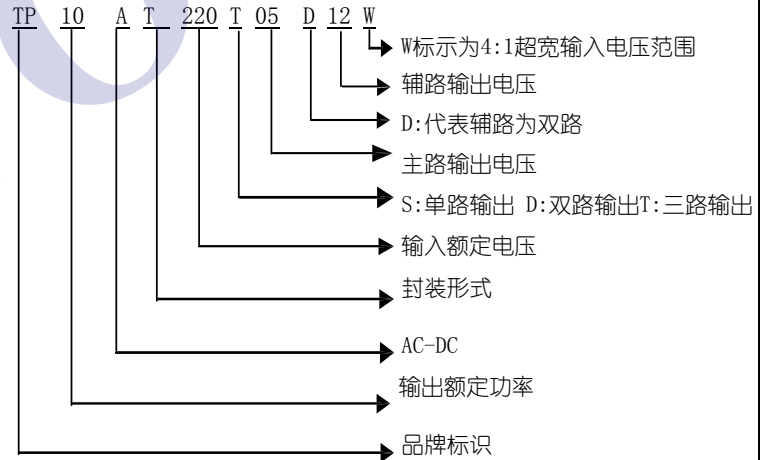 TP 10 A T 220 T 05 D 12 W
W标示为4:1超宽输入电压范围
辅路输出电压
D:代表辅路为双路
主路输出电压
S:单路输出 D:双路输出T:三路输出
输入额定电压
封装形式
AC-DC
输出额定功率
品牌标识